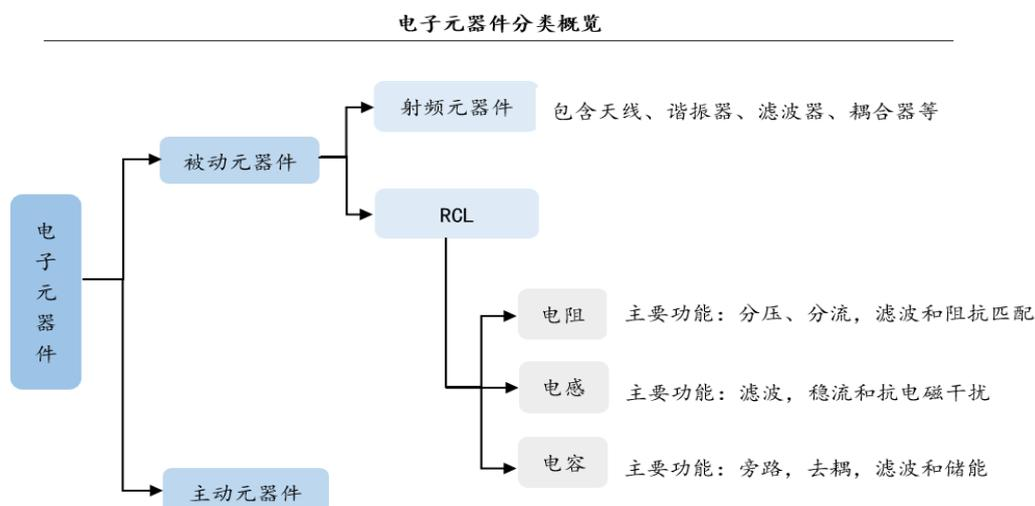 电子元器件分类概览
射频元器件
包含天线、谐振器、滤波器、耦合器等
被动元器件
RCL
电子元器件
电阻
主要功能：分压、分流，滤波和阻抗匹配
电感
主要功能：滤波，稳流和抗电磁干扰
电容
主要功能：旁路，去耦，滤波和储能
主动元器件